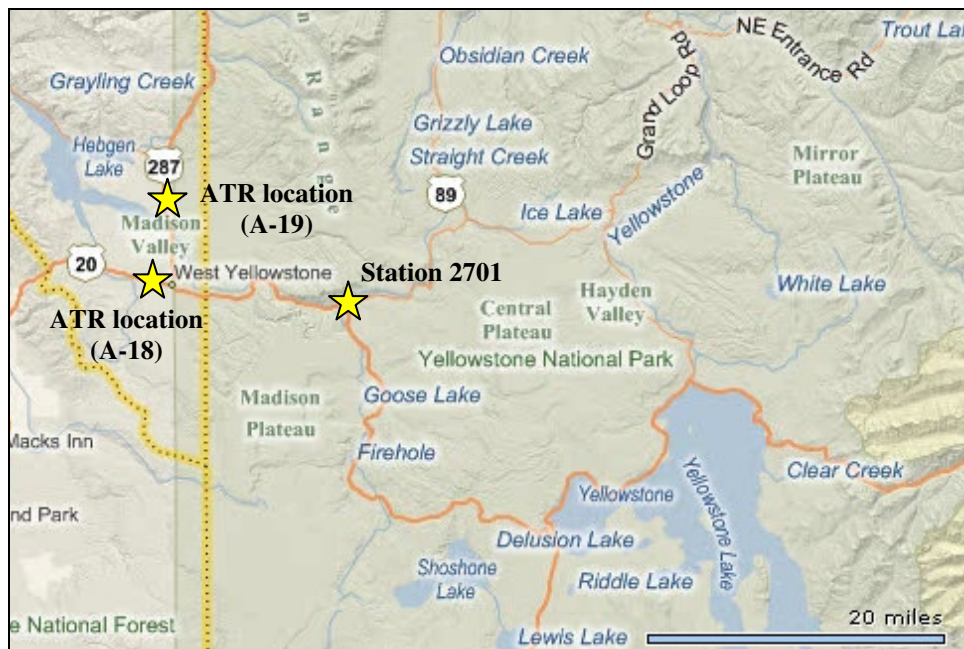 NE Entrance Rd
Trout Lak
Obsidian Creek
Grand Loop Rd
Grayling Creek
Ran
Range
Grizzly Lake
Hebgen
Lake
287
Straight Creek
Mirror
Plateau
ATR location
(A-19)
89
Ice Lake
Yellowstone
Madison
Valley
20
West Yellowstone
Station 2701
White Lake
Hayden
Valley
ATR location
(A-18)
Central
Plateau
Yellowstone National Park
Goose Lake
Madison
Plateau
Macks Inn
Firehole
Clear Creek
Yellowstone
Yellowstone Lake
nd Park
Delusion Lake
Shoshone
Lake
Riddle Lake
20 miles
e National Forest
Lewis Lake